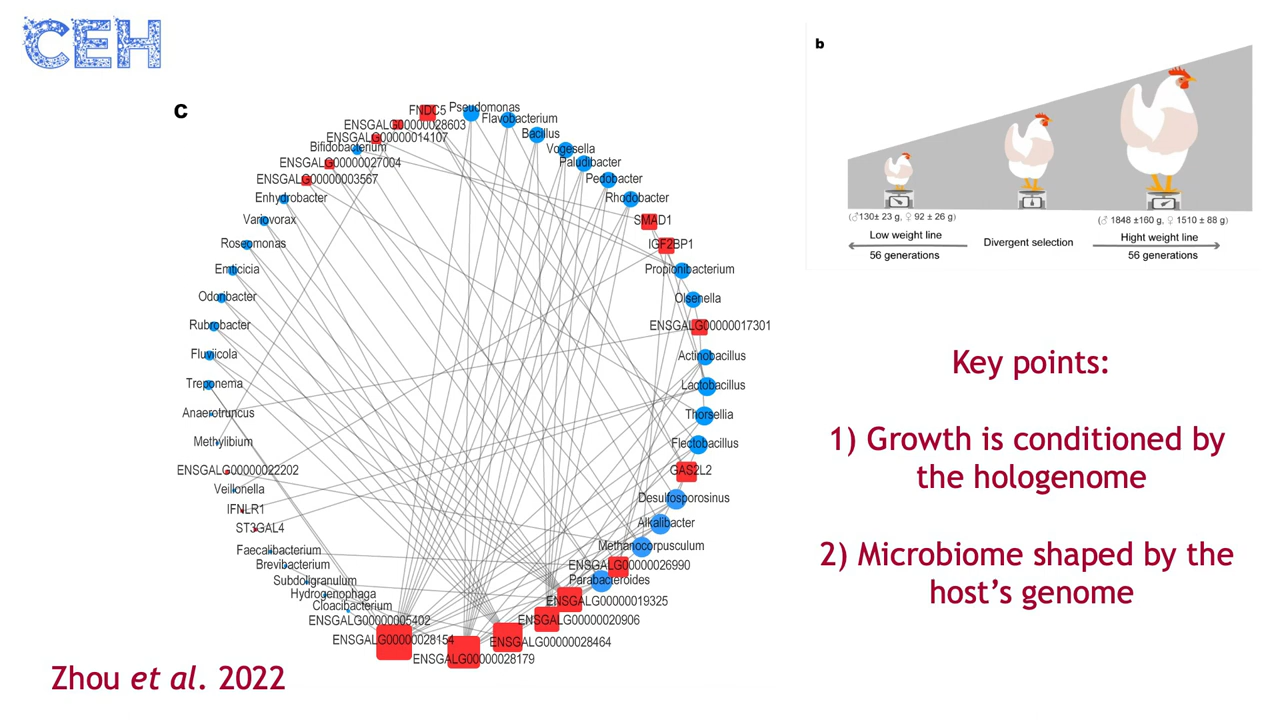 CEH
c
FNDC5
Pseudomonas
ENSGALG00000028603
Flavobacterium
ENSGALG00000014107
Bacillus
Bifidobacterium
Vogesella
ENSGALG00000027004
Paludibacter
ENSGALG00000003567
Pedobacter
Enhydrobacter
Rhodobacter
Variovorax
SMAD1
Roseomonas
IGF2BP1
Emticicia
Propionibacterium
Odoribacter
Olsenella
Rubrobacter
ENSGALG00000017301
Fluviicola
Actinobacillus
Treponema
Lactobacillus
Anaerotruncus
Thorsellia
Methylibium
Flectobacillus
ENSGALG00000022202
GAS2L2
Veillonella
Desulfosporosinus
IFNLR1
ST3GAL4
Alkalibacter
Faecalibacterium
Methanocorpusculum
Brevibacterium
ENSGALG00000026990
Subdoligranulum
Parabacteroides
Hydrogenophaga
ENSGALG00000019325
Cloacibacterium
ENSGALG00000005402
ENSGALG00000020906
ENSGALG00000028154
ENSGALG00000028464
ENSGALG00000028179
b
(♂130± 23 g, ♀ 92 ± 26 g)
(♂ 1848 ±160 g, ♀ 1510 ± 88 g)
Low weight line
Divergent selection
Hight weight line
56 generations
56 generations
Key points:
1) Growth is conditioned by
the hologenome
2) Microbiome shaped by the
host's genome
Zhou et al. 2022